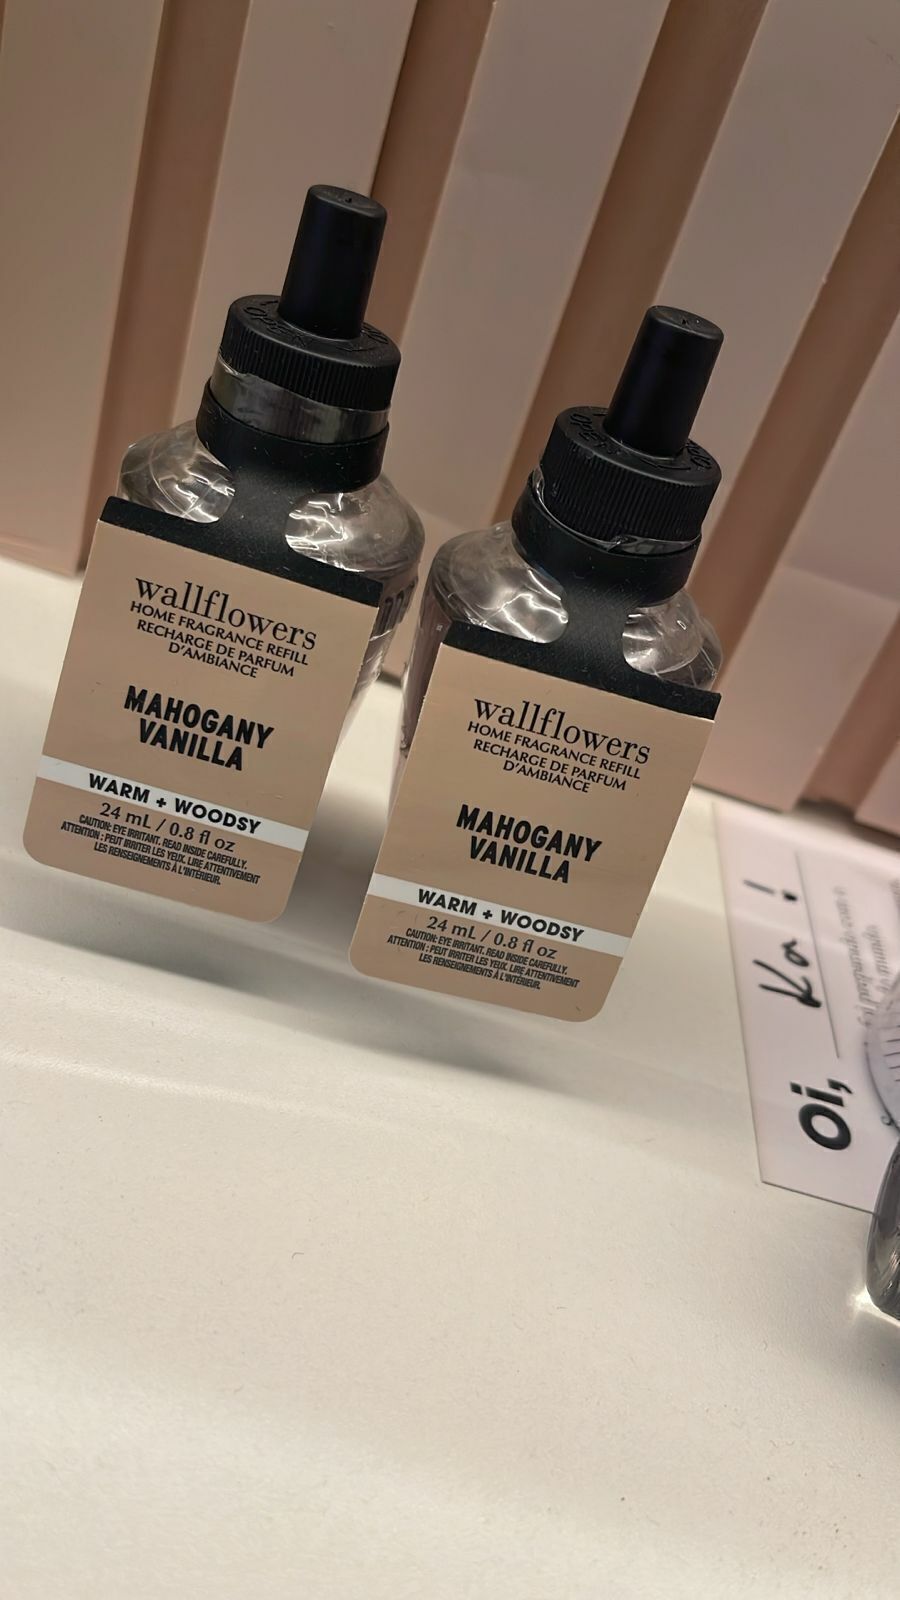 wallflowers
HOME FRAGRANCE REFILL
RECHARGE DE PARFUM
D'AMBIANCE
MAHOGANY
VANILLA
WARM + WOODSY
24 mL / 0.8 fl oz
CAUTION: EYE IRRITANT. READ INSIDE CAREFULLY.
ATTENTION : PEUT IRRITER LES YEUX. LIRE ATTENTIVEMENT
LES RENSEIGNEMENTS À L'INTÉRIEUR.
wallflowers
HOME FRAGRANCE REFILL
RECHARGE DE PARFUM
D'AMBIANCE
MAHOGANY
VANILLA
WARM + WOODSY
24 mL / 0.8 fl oz
CAUTION: EYE IRRITANT. READ INSIDE CAREFULLY.
ATTENTION : PEUT IRRITER LES YEUX. LIRE ATTENTIVEMENT
LES RENSEIGNEMENTS À L'INTÉRIEUR.
Oi, Ka !